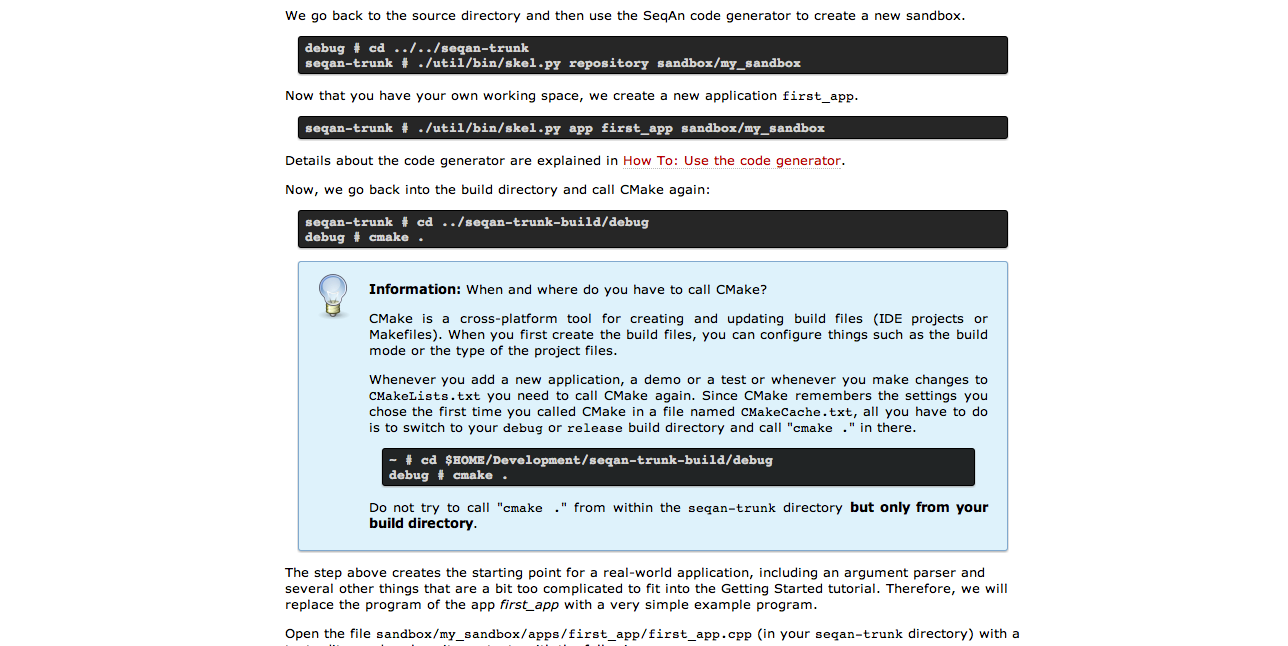 We go back to the source directory and then use the SeqAn code generator to create a new sandbox.
debug # cd ../../seqan-trunk
seqan-trunk # ./util/bin/skel.py repository sandbox/my_sandbox
Now that you have your own working space, we create a new application first_app.
seqan-trunk # ./util/bin/skel.py app first_app sandbox/my_sandbox
Details about the code generator are explained in How To: Use the code generator.
Now, we go back into the build directory and call CMake again:
seqan-trunk # cd ../seqan-trunk-build/debug
debug # cmake .
Information: When and where do you have to call CMake?
CMake is a cross-platform tool for creating and updating build files (IDE projects or
Makefiles). When you first create the build files, you can configure things such as the build
mode or the type of the project files.
Whenever you add a new application, a demo or a test or whenever you make changes to
CMakeLists.txt you need to call CMake again. Since CMake remembers the settings you
chose the first time you called CMake in a file named CMakeCache.txt, all you have to do
is to switch to your debug or release build directory and call "cmake ." in there.
~ # cd $HOME/Development/seqan-trunk-build/debug
debug # cmake .
Do not try to call "cmake ." from within the seqan-trunk directory but only from your
build directory.
The step above creates the starting point for a real-world application, including an argument parser and
several other things that are a bit too complicated to fit into the Getting Started tutorial. Therefore, we will
replace the program of the app first_app with a very simple example program.
Open the file sandbox/my_sandbox/apps/first_app/first_app.cpp (in your seqan-trunk directory) with a